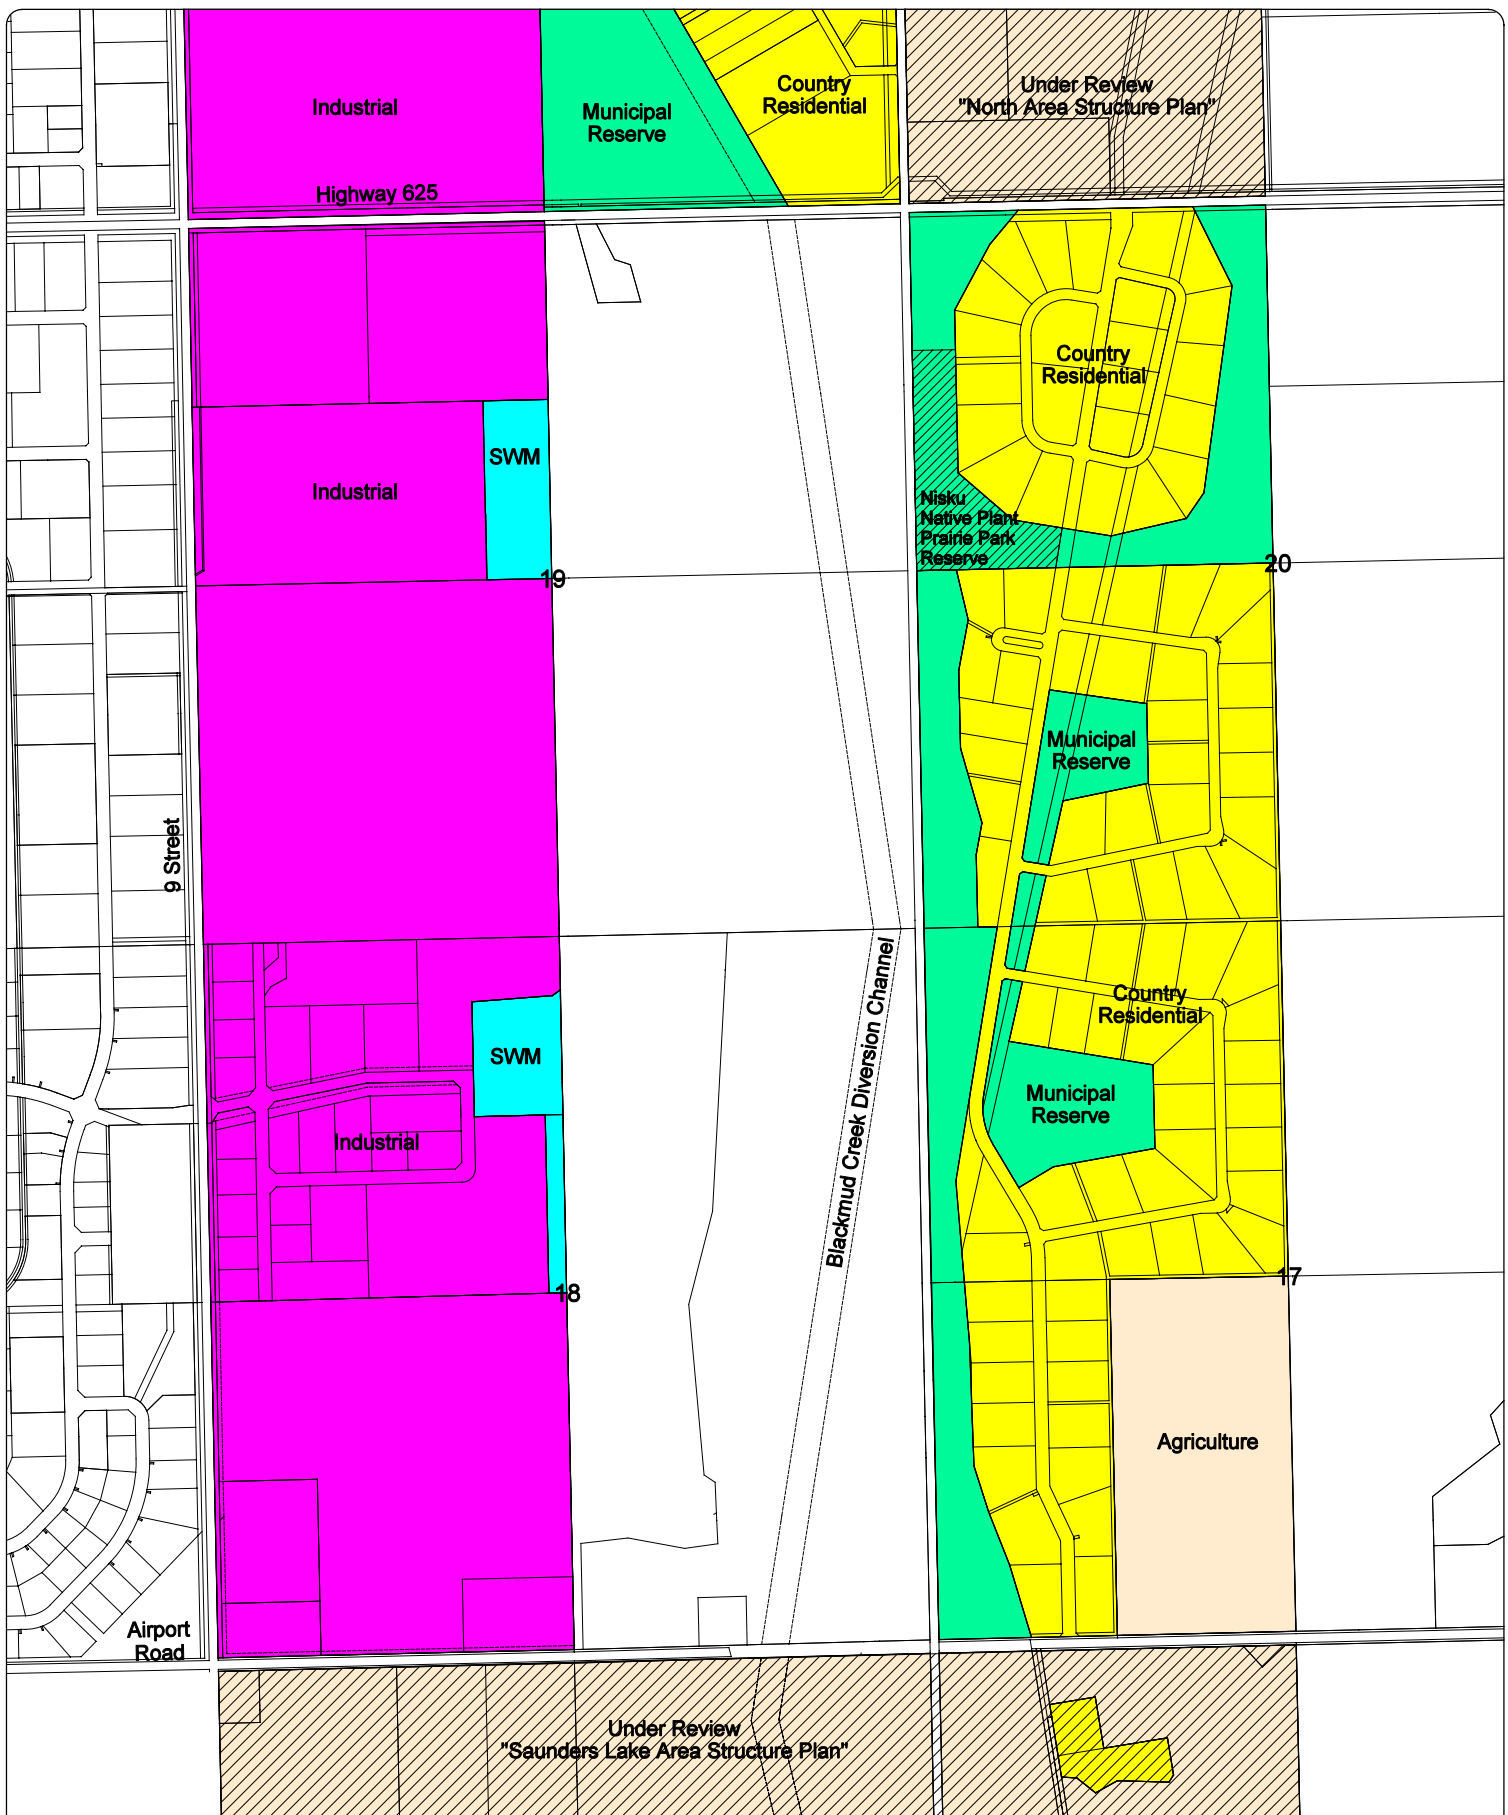 Industrial
Municipal
Reserve
Country
Residential
Under Review
"North Area Structure Plan"
Highway 625
Country
Residential
SWM
Industrial
Nisku
Native Plant
Prairie Park
Reserve
19
20
Municipal
Reserve
9 Street
Blackmud Creek Diversion Channel
Country
Residential
SWM
Municipal
Reserve
Industrial
18
17
Agriculture
Airport
Road
Under Review
"Saunders Lake Area Structure Plan"